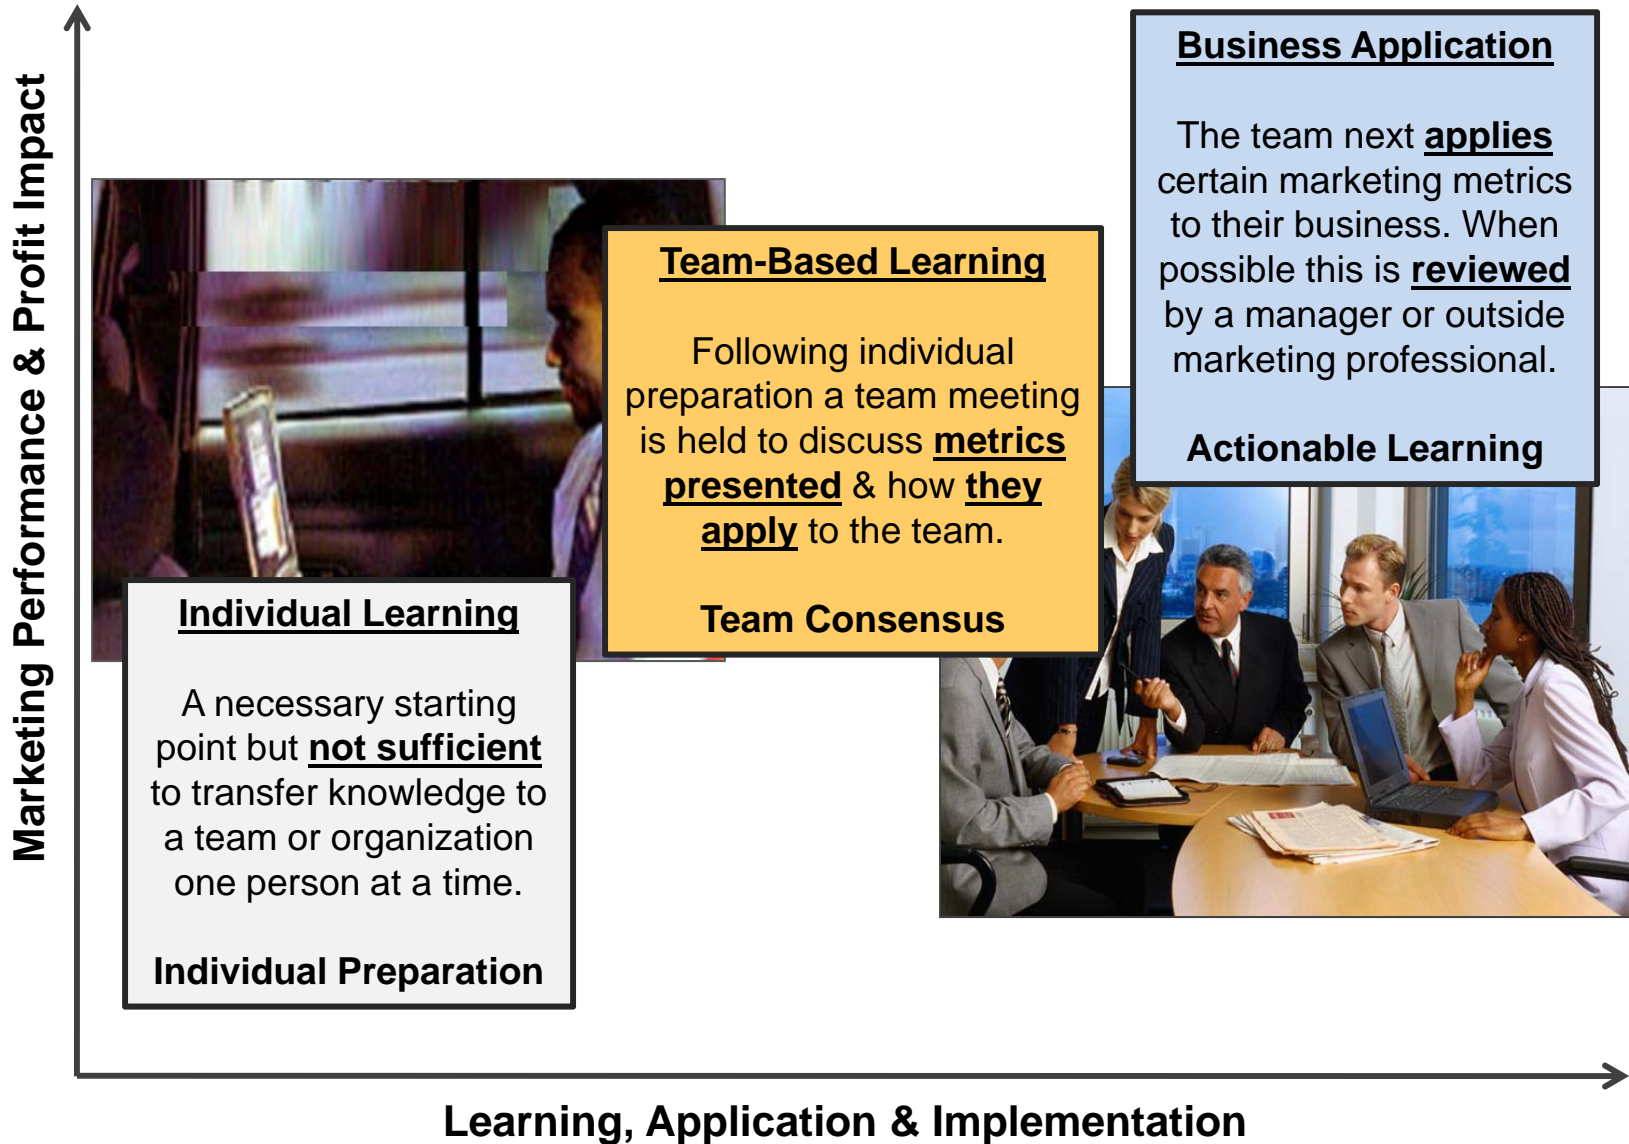 Marketing Performance & Profit Impact
Individual Learning
A necessary starting
point but not sufficient
to transfer knowledge to
a team or organization
one person at a time.
Individual Preparation
Team-Based Learning
Following individual
preparation a team meeting
is held to discuss metrics
presented & how they
apply to the team.
Team Consensus
Business Application
The team next applies
certain marketing metrics
to their business. When
possible this is reviewed
by a manager or outside
marketing professional.
Actionable Learning
Learning, Application & Implementation